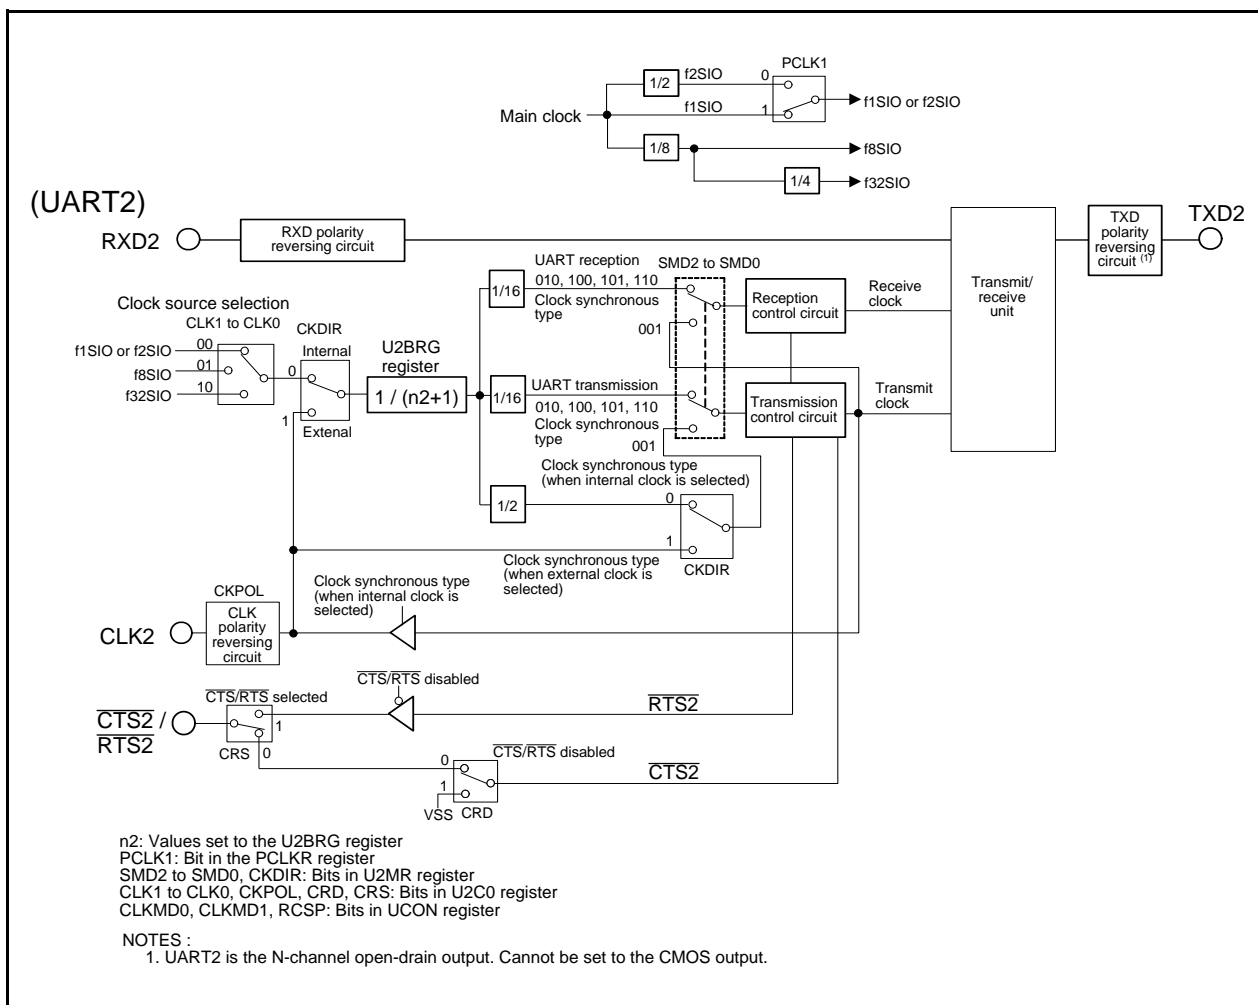 PCLK1
1/2
f2SIO
0
f1SIO
1
f1SIO or f2SIO
Main clock
1/8
f8SIO
1/4
f32SIO
(UART2)
RXD2
RXD polarity
reversing circuit
TXD
polarity
reversing
circuit (1)
TXD2
UART reception
SMD2 to SMD0
1/16
010, 100, 101, 110
Clock synchronous
type
001
Reception
control circuit
Receive
clock
Transmit/
receive
unit
Clock source selection
CLK1 to CLK0
CKDIR
f1SIO or f2SIO
00
f8SIO
01
f32SIO
10
0
Internal
1
Extenal
U2BRG
register
1 / (n2+1)
1/16
UART transmission
010, 100, 101, 110
Clock synchronous
type
001
Transmission
control circuit
Transmit
clock
Clock synchronous type
(when internal clock is selected)
1/2
0
1
CKDIR
Clock synchronous type
(when external clock is
selected)
Clock synchronous type
(when internal clock is
selected)
CKPOL
CLK2
CLK
polarity
reversing
circuit
CTS/RTS disabled
CTS/RTS selected
CTS2 /
RTS2
1
0
CRS
RTS2
CTS/RTS disabled
0
1
VSS
CRD
CTS2
n2: Values set to the U2BRG register
PCLK1: Bit in the PCLKR register
SMD2 to SMD0, CKDIR: Bits in U2MR register
CLK1 to CLK0, CKPOL, CRD, CRS: Bits in U2C0 register
CLKMD0, CLKMD1, RCSP: Bits in UCON register
NOTES :
1. UART2 is the N-channel open-drain output. Cannot be set to the CMOS output.